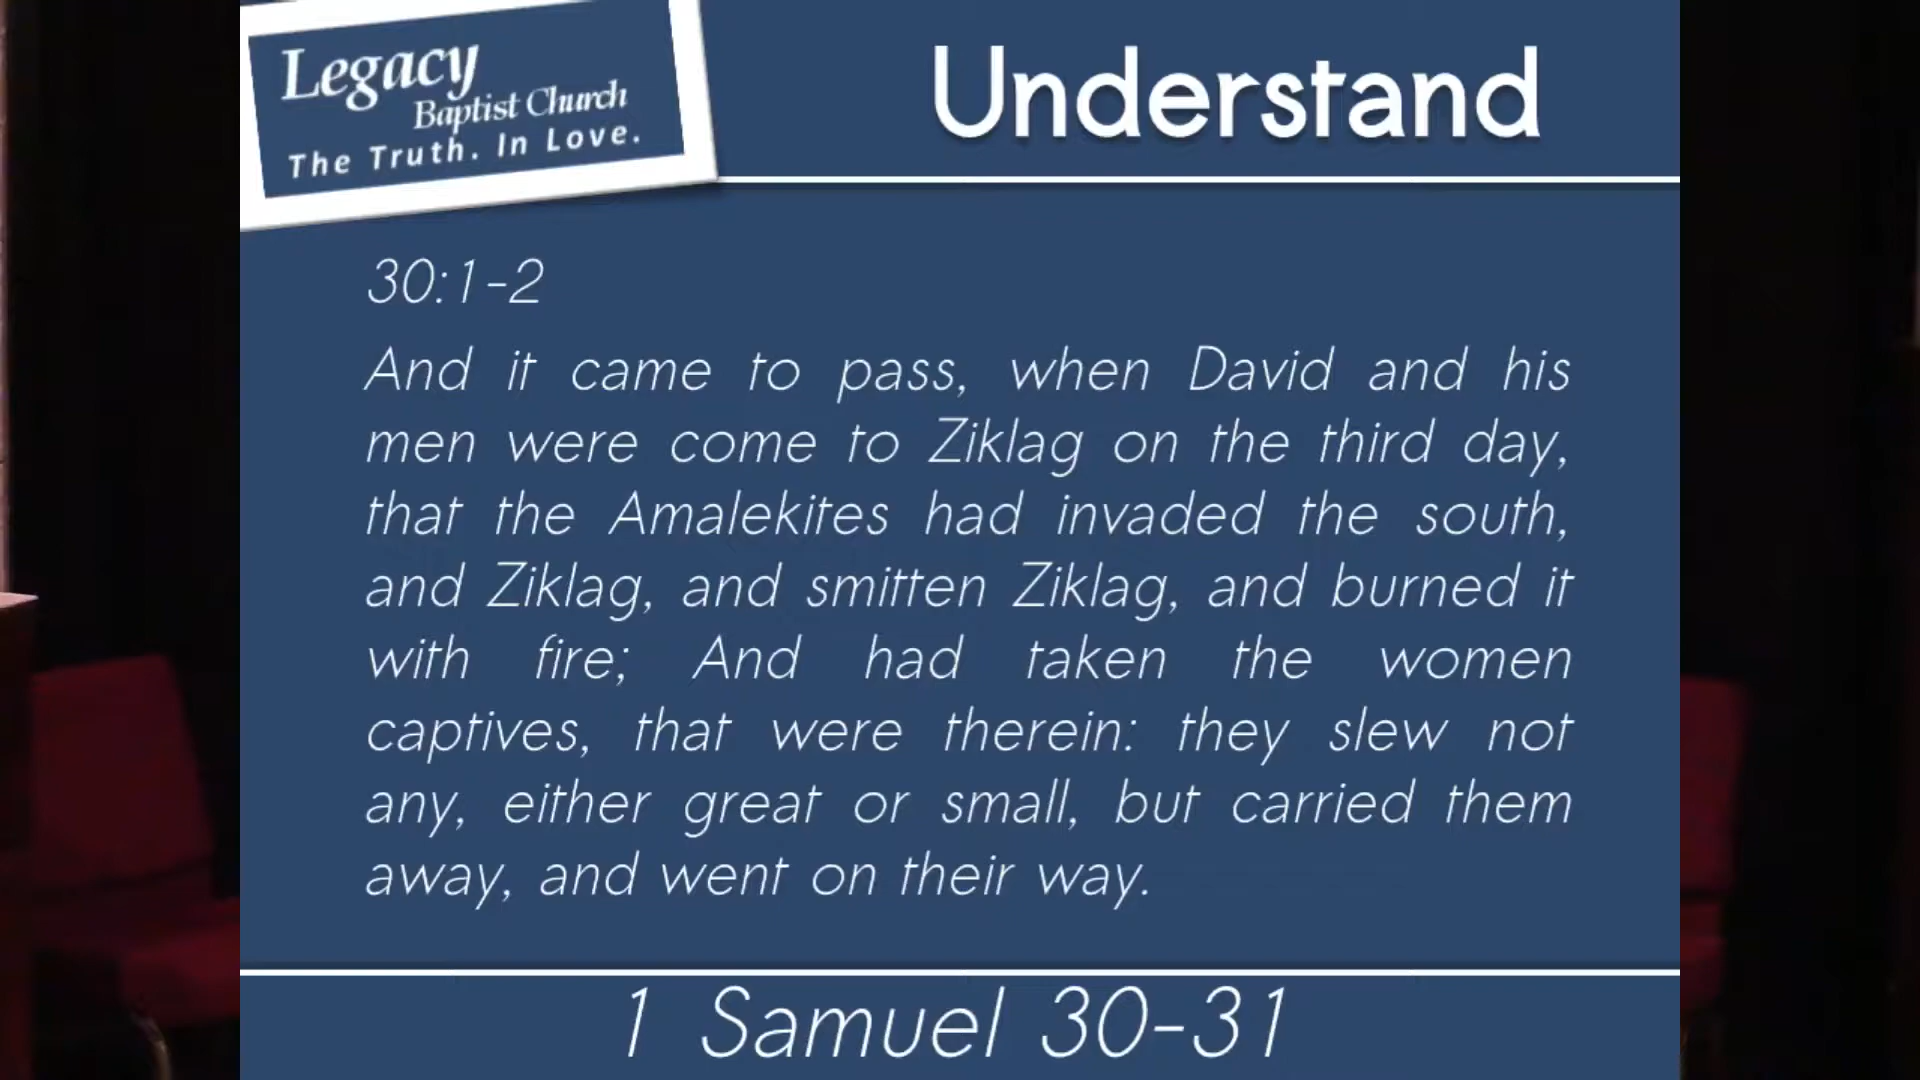 Legacy
Baptist Church
The Truth. In Love.
Understand
30:1-2
And it came to pass, when David and his
men were come to Ziklag on the third day,
that the Amalekites had invaded the south,
and Ziklag, and smitten Ziklag, and burned it
with fire; And had taken the women
captives, that were therein: they slew not
any, either great or small, but carried them
away, and went on their way.
1 Samuel 30-31